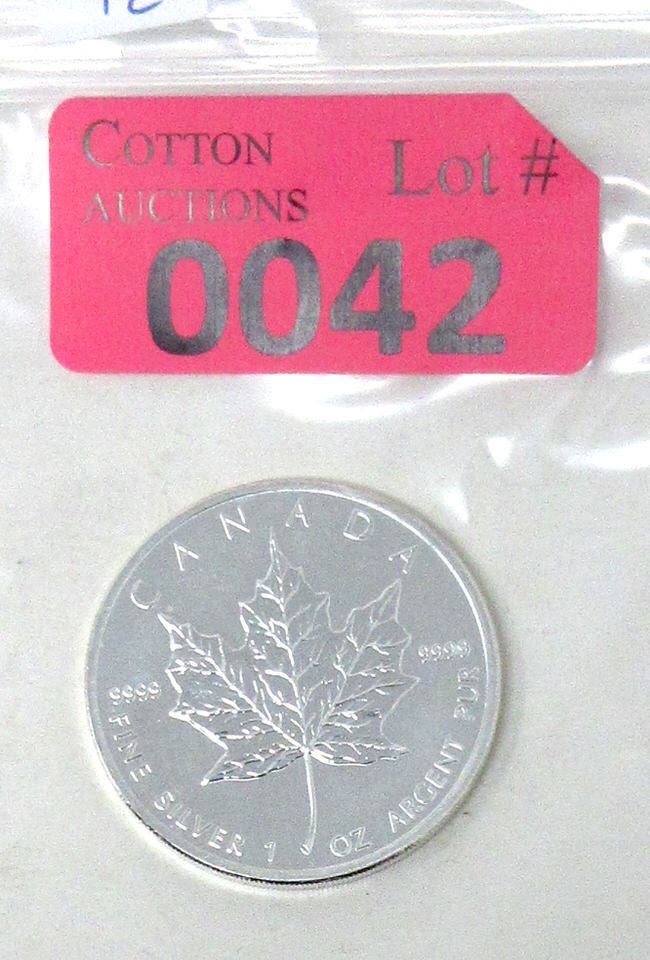 COTTON
AUCTIONS
Lot #
0042
CANADA
9999
9999
FINE SILVER 1 OZ ARGENT PUR